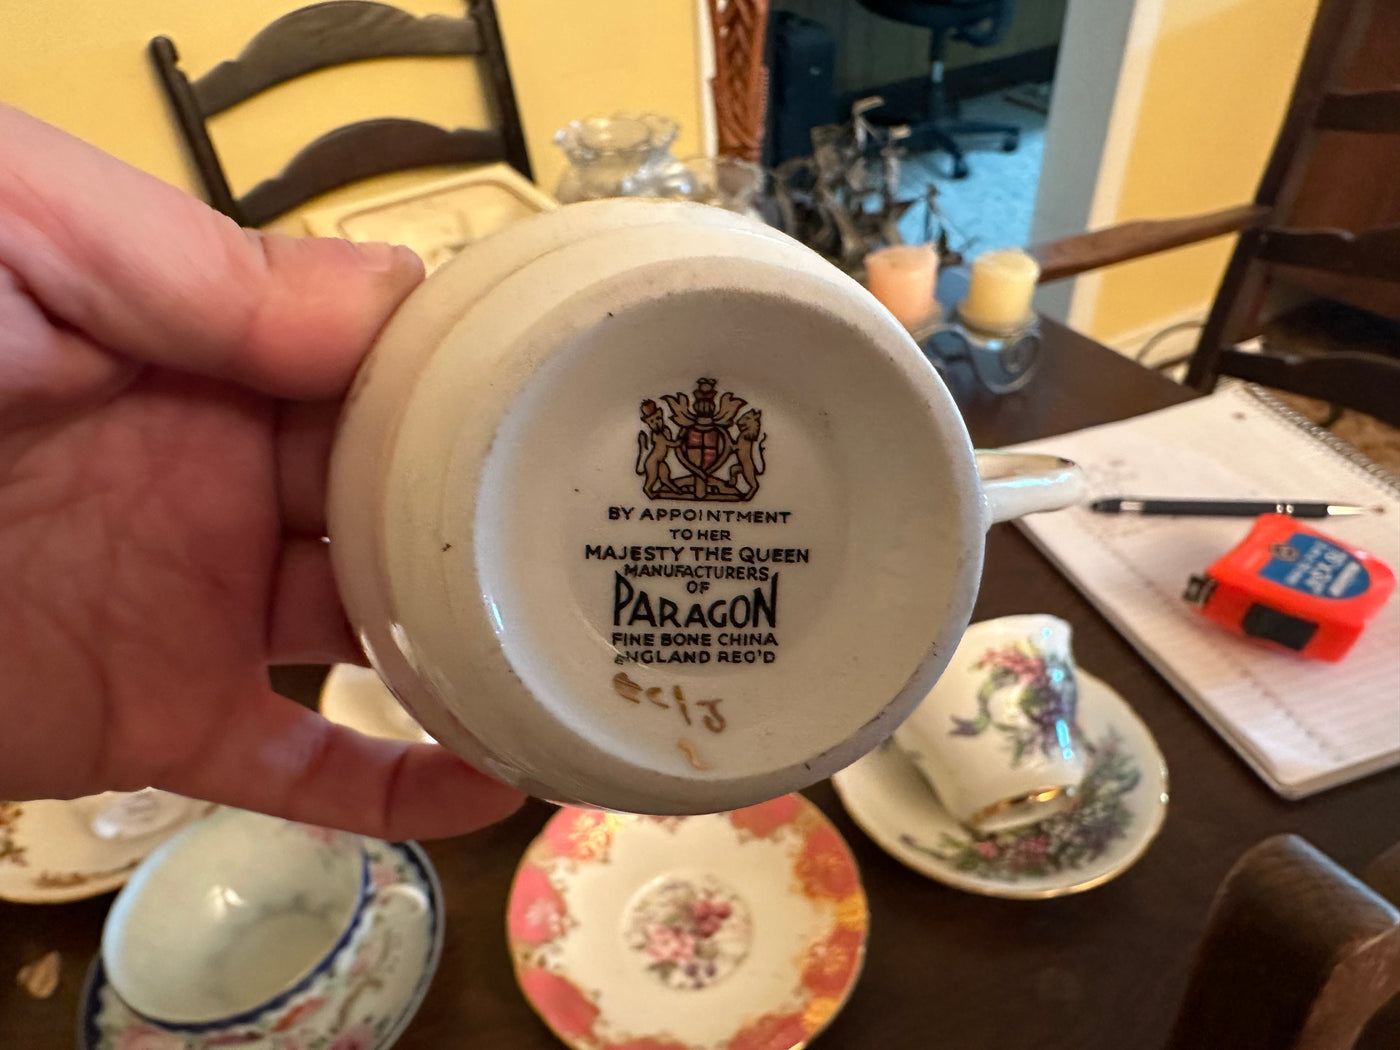 BY APPOINTMENT
TO HER
MAJESTY THE QUEEN
MANUFACTURERS
OF
PARAGON
FINE BONE CHINA
ENGLAND REG'D